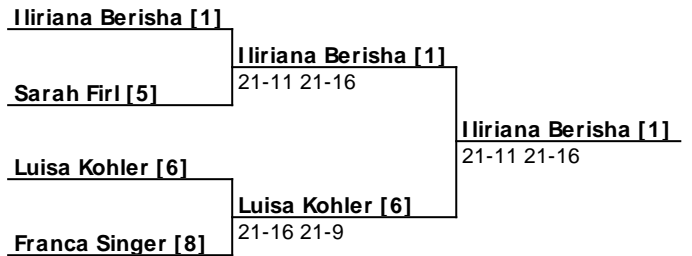 Iliriana Berisha [1]
Iliriana Berisha [1]
21-11 21-16
Sarah Firl [5]
Iliriana Berisha [1]
21-11 21-16
Luisa Kohler [6]
Luisa Kohler [6]
21-16 21-9
Franca Singer [8]